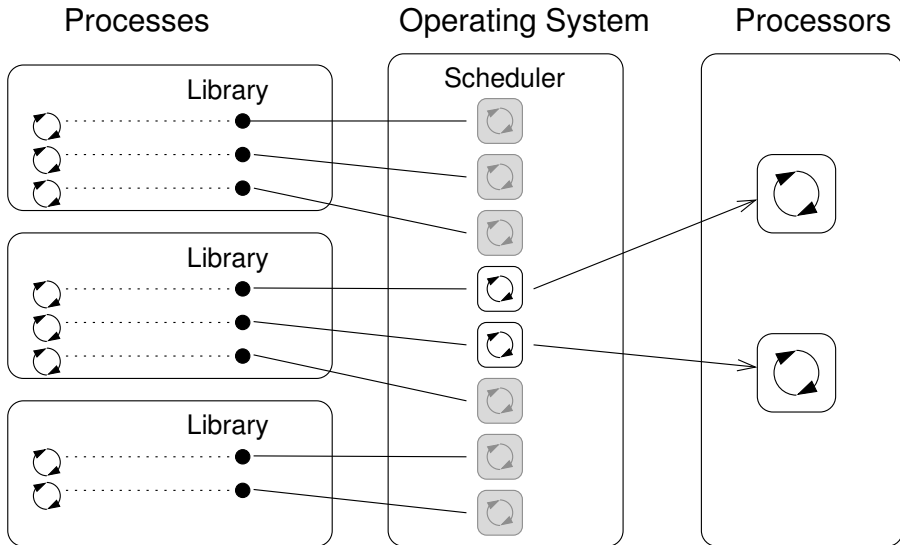 Processes
Operating System
Processors
Library
Scheduler
Library
Library